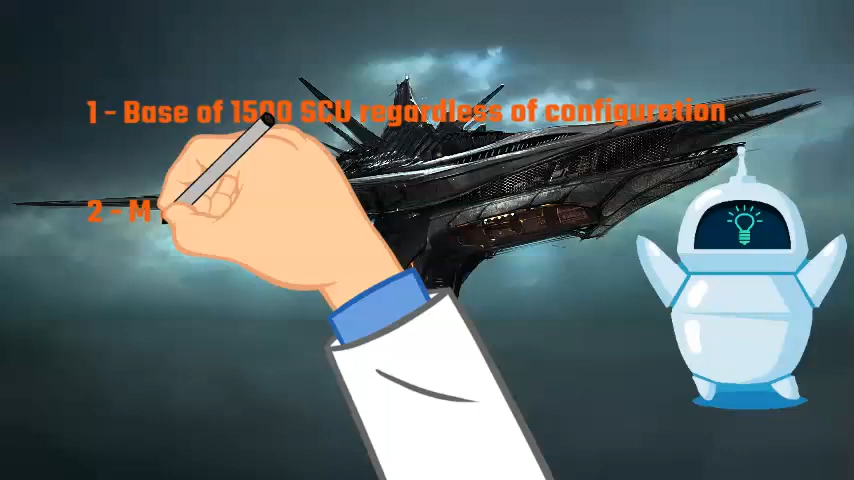 1 - Base of 1500 SCU regardless of configuration
2 - M